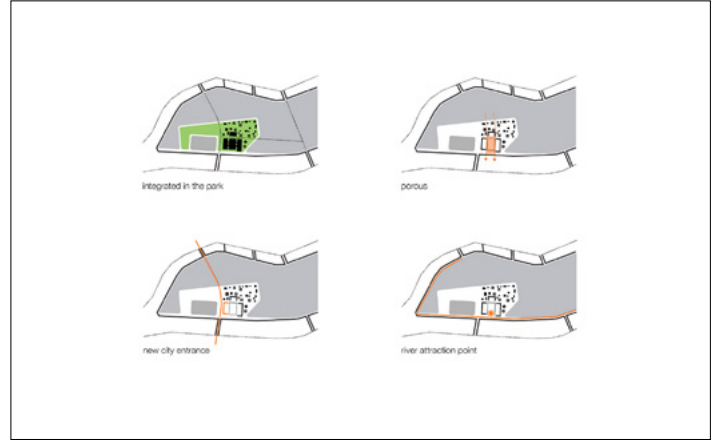 integrated in the park
porous
new city entrance
river attraction point